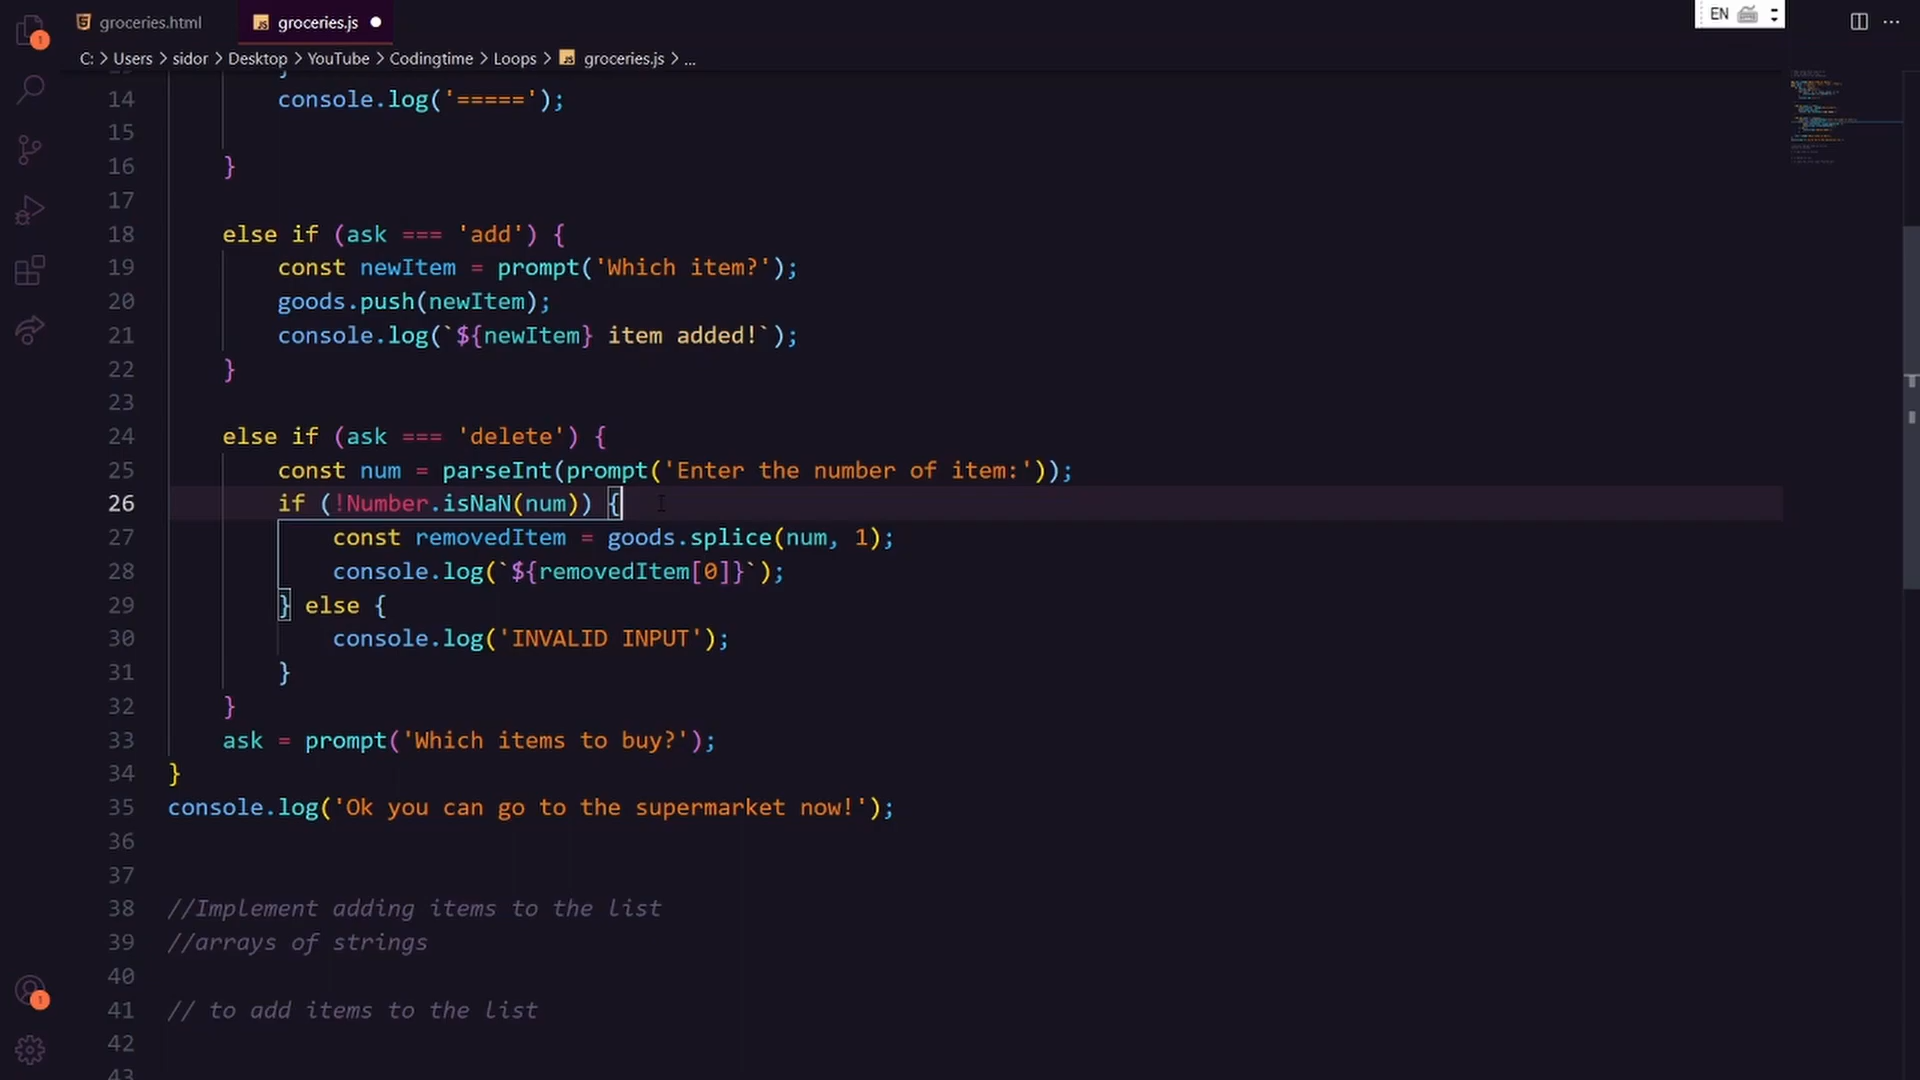 groceries.html
groceries.js
EN
C: > Users > sidor > Desktop > YouTube > Codingtime > Loops > groceries.js > ...
14 console.log('=====');
15
16 }
17
18 else if (ask === 'add') {
19 const newItem = prompt('Which item?');
20 goods.push(newItem);
21 console.log(`${newItem} item added!`);
22 }
23
24 else if (ask === 'delete') {
25 const num = parseInt(prompt('Enter the number of item:'));
26 if (!Number.isNaN(num)) {
27 const removedItem = goods.splice(num, 1);
28 console.log(`${removedItem[0]}`);
29 } else {
30 console.log('INVALID INPUT');
31 }
32 }
33 ask = prompt('Which items to buy?');
34 }
35 console.log('Ok you can go to the supermarket now!');
36
37
38 //Implement adding items to the list
39 //arrays of strings
40
41 // to add items to the list
42
43
1
1